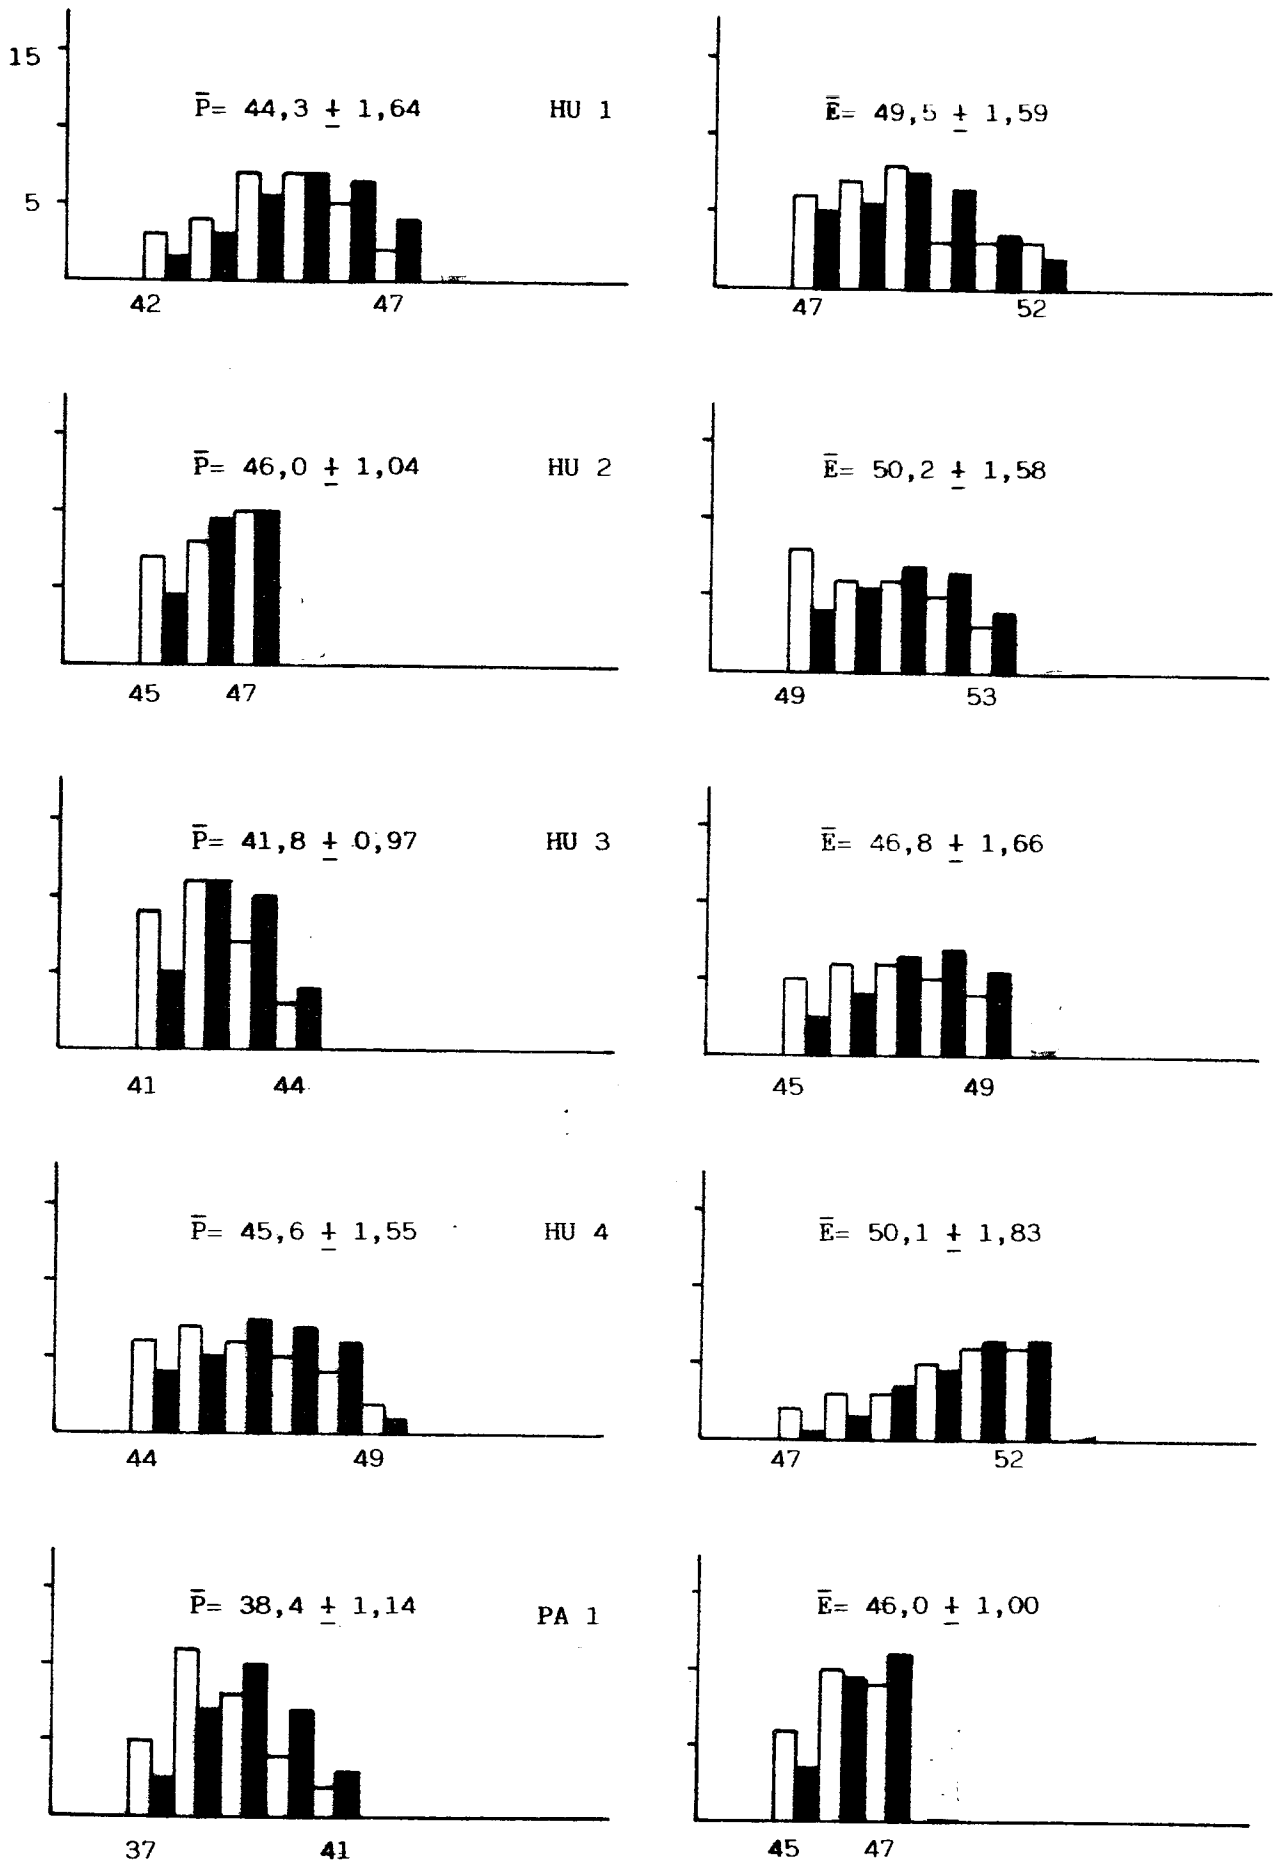 15
5
P̄= 44,3 ± 1,64 HU 1
42 47
Ē= 49,5 ± 1,59
47 52
P̄= 46,0 ± 1,04 HU 2
45 47
Ē= 50,2 ± 1,58
49 53
P̄= 41,8 ± 0,97 HU 3
41 44
Ē= 46,8 ± 1,66
45 49
P̄= 45,6 ± 1,55 HU 4
44 49
Ē= 50,1 ± 1,83
47 52
P̄= 38,4 ± 1,14 PA 1
37 41
Ē= 46,0 ± 1,00
45 47